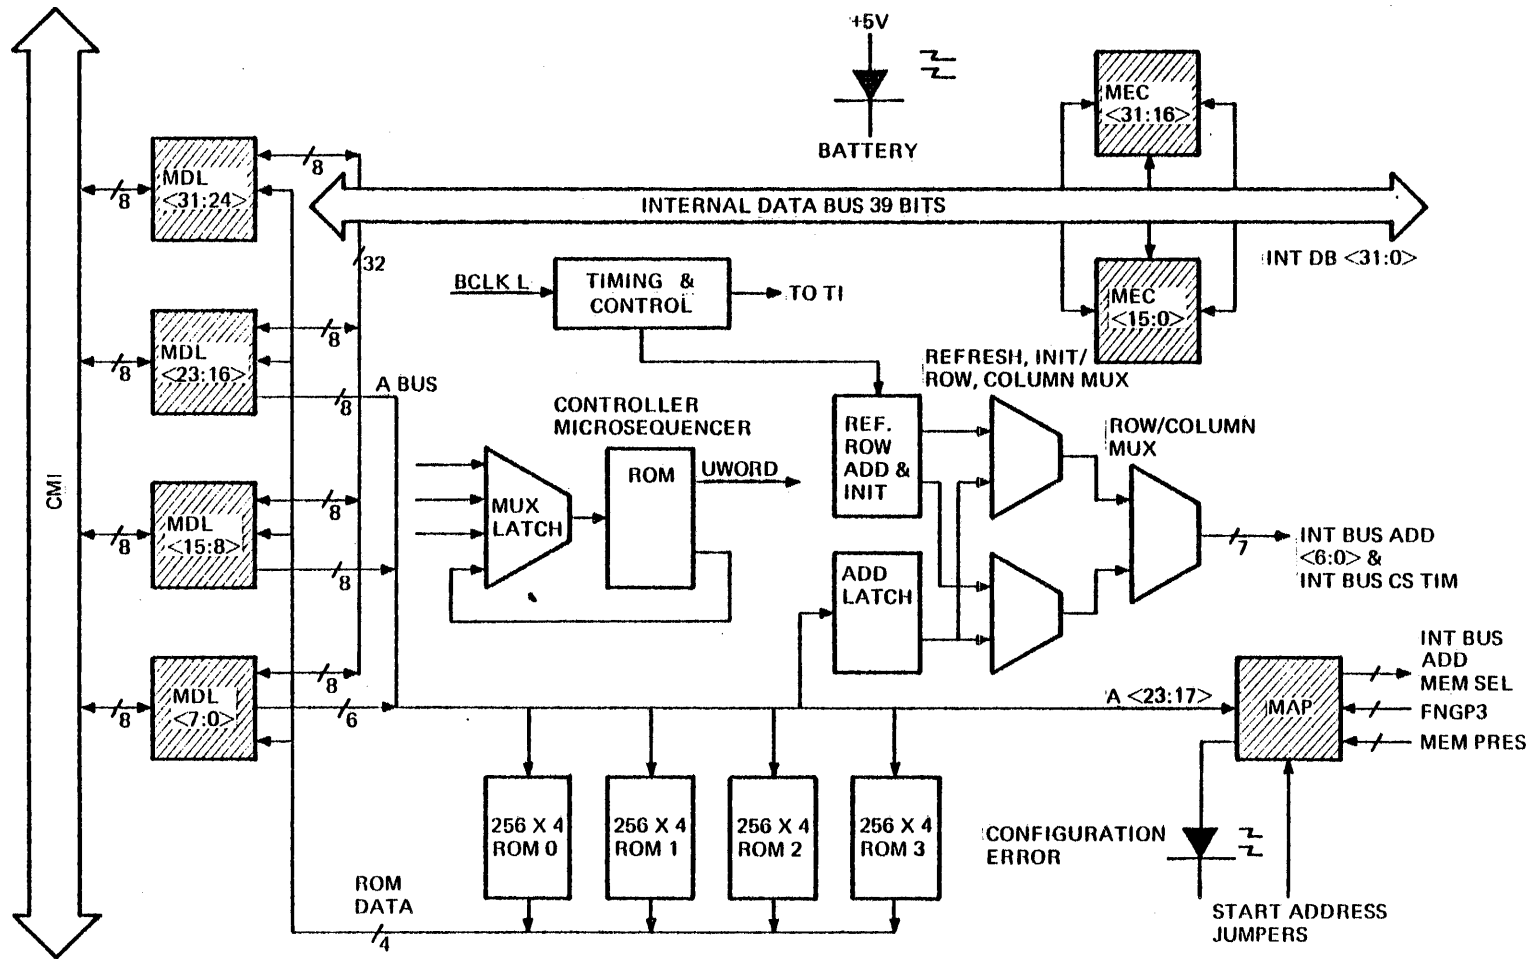 +5V
BATTERY
MEC
<31:16>
MDL
<31:24>
8
8
INTERNAL DATA BUS 39 BITS
INT DB <31:0>
32
BCLK L
TIMING &
CONTROL
TO TI
MEC
<15:0>
MDL
<23:16>
8
8
8
A BUS
REFRESH, INIT/
ROW, COLUMN MUX
CONTROLLER
MICROSEQUENCER
REF.
ROW
ADD &
INIT
ROW/COLUMN
MUX
ROM
UWORD
MUX
LATCH
CMI
MDL
<15:8>
8
8
8
ADD
LATCH
7
INT BUS ADD
<6:0> &
INT BUS CS TIM
MDL
<7:0>
8
8
6
A <23:17>
MAP
INT BUS
ADD
MEM SEL
FNGP3
MEM PRES
256 X 4
ROM 0
256 X 4
ROM 1
256 X 4
ROM 2
256 X 4
ROM 3
CONFIGURATION
ERROR
ROM
DATA
4
START ADDRESS
JUMPERS